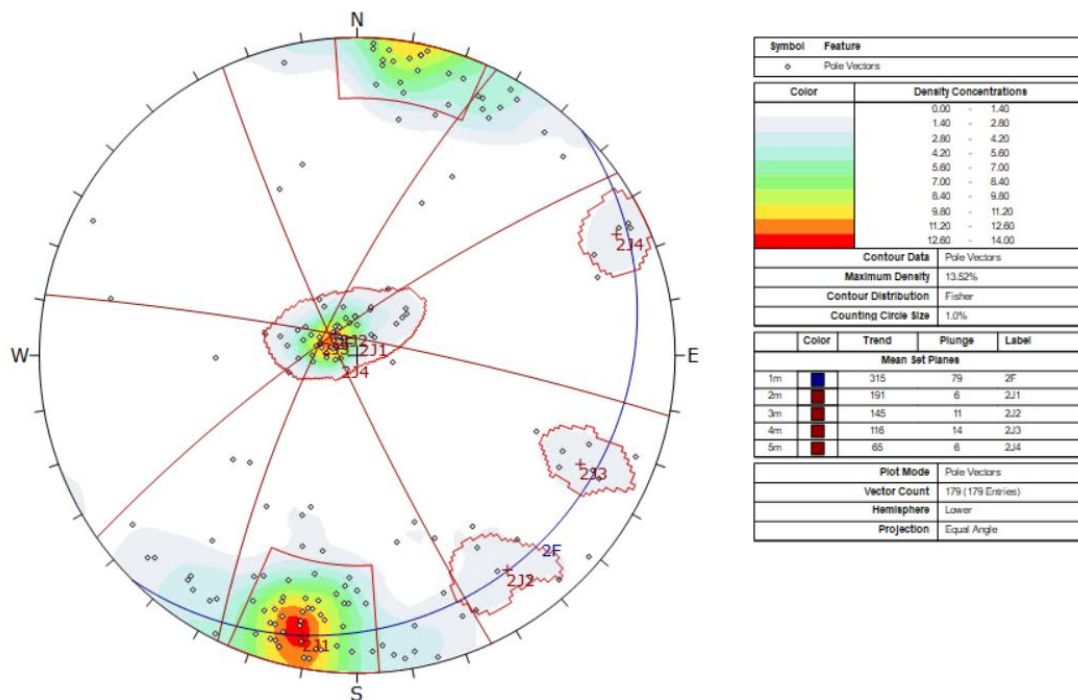 N
W
E
S
2J4
2J1
2J4
2J3
2F
2J2
2J1
Symbol Feature
Pole Vectors
Color Density Concentrations
0.00 - 1.40
1.40 - 2.80
2.80 - 4.20
4.20 - 5.60
5.60 - 7.00
7.00 - 8.40
8.40 - 9.80
9.80 - 11.20
11.20 - 12.60
12.60 - 14.00
Contour Data Pole Vectors
Maximum Density 13.52%
Contour Distribution Fisher
Counting Circle Size 1.0%
Color Trend Plunge Label
Mean Set Planes
1m 315 79 2F
2m 191 6 2J1
3m 145 11 2J2
4m 116 14 2J3
5m 65 6 2J4
Plot Mode Pole Vectors
Vector Count 179 (179 Entries)
Hemisphere Lower
Projection Equal Angle